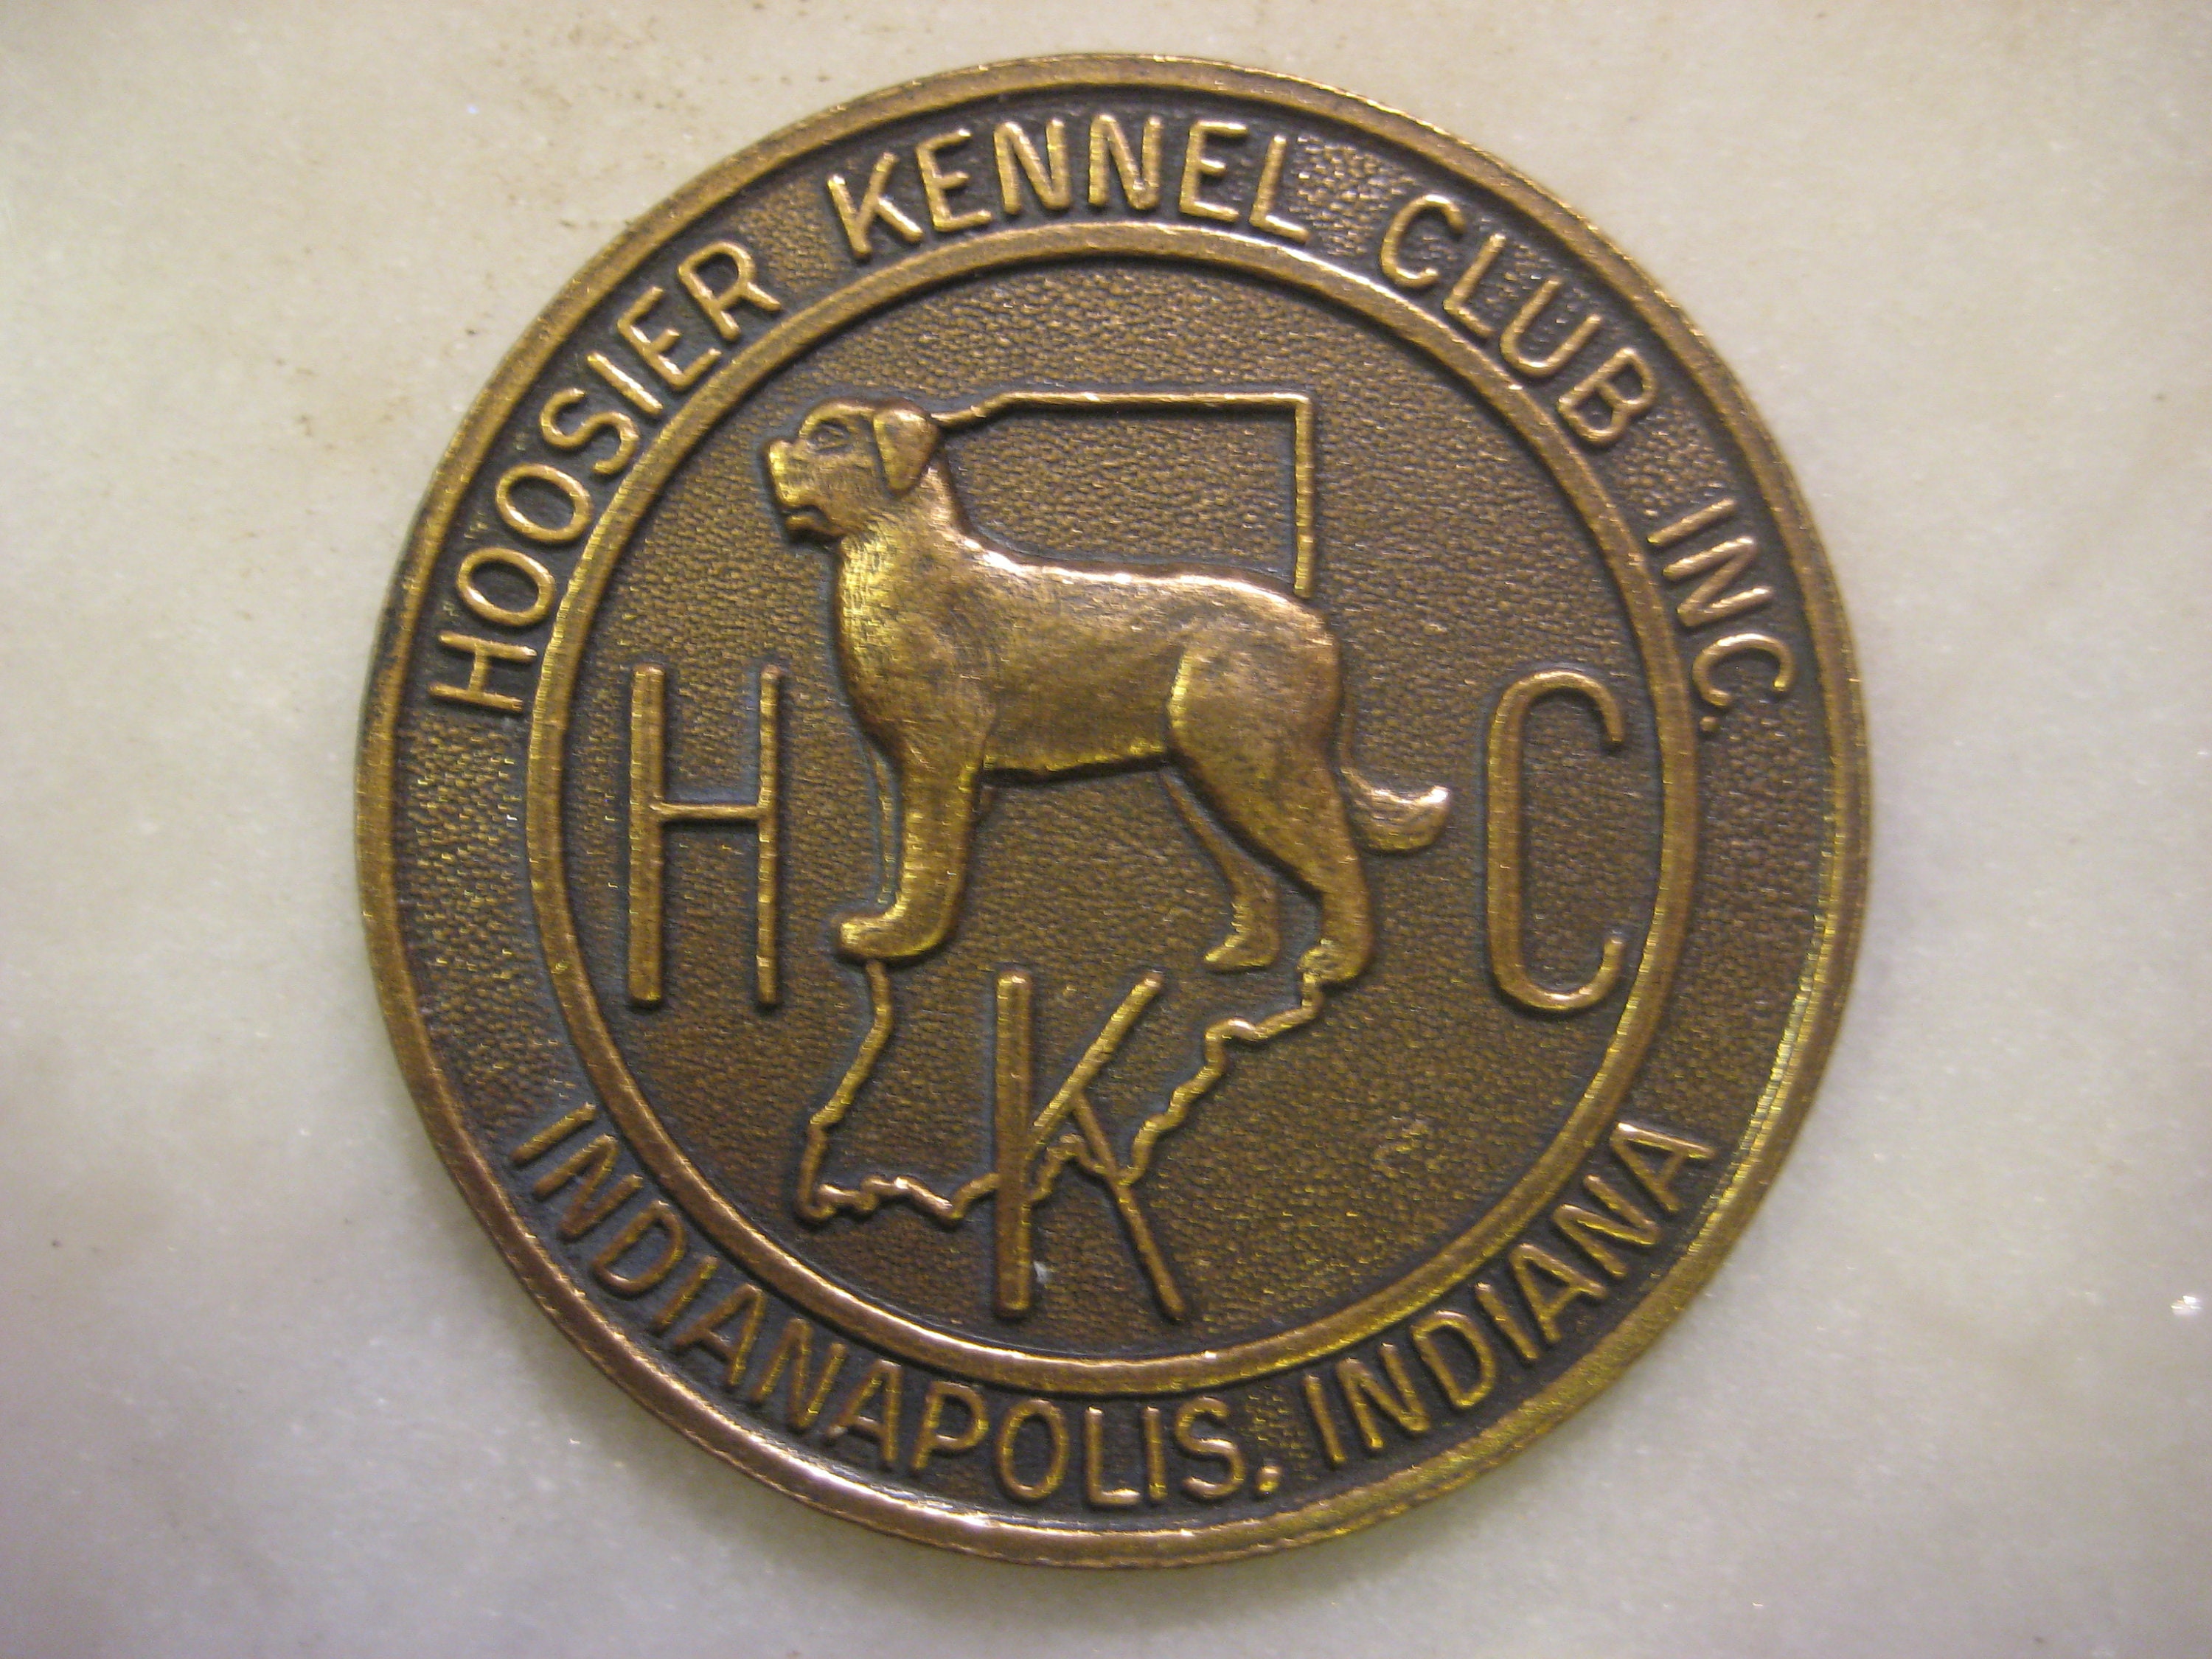 HOOSIER KENNEL CLUB INC.
H K C
INDIANAPOLIS, INDIANA